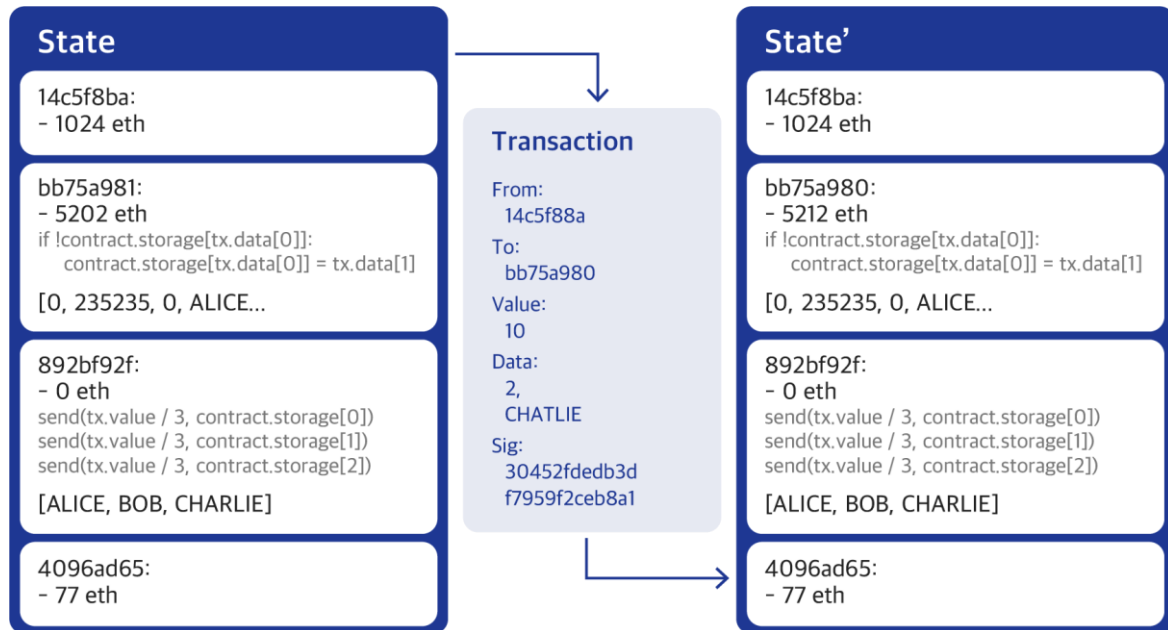 State
14c5f8ba:
- 1024 eth
bb75a981:
- 5202 eth
if !contract.storage[tx.data[0]]:
contract.storage[tx.data[0]] = tx.data[1]
[0, 235235, 0, ALICE...
892bf92f:
- 0 eth
send(tx.value / 3, contract.storage[0])
send(tx.value / 3, contract.storage[1])
send(tx.value / 3, contract.storage[2])
[ALICE, BOB, CHARLIE]
4096ad65:
- 77 eth
Transaction
From:
14c5f88a
To:
bb75a980
Value:
10
Data:
2,
CHATLIE
Sig:
30452fdedb3d
f7959f2ceb8a1
State’
14c5f8ba:
- 1024 eth
bb75a980:
- 5212 eth
if !contract.storage[tx.data[0]]:
contract.storage[tx.data[0]] = tx.data[1]
[0, 235235, 0, ALICE...
892bf92f:
- 0 eth
send(tx.value / 3, contract.storage[0])
send(tx.value / 3, contract.storage[1])
send(tx.value / 3, contract.storage[2])
[ALICE, BOB, CHARLIE]
4096ad65:
- 77 eth